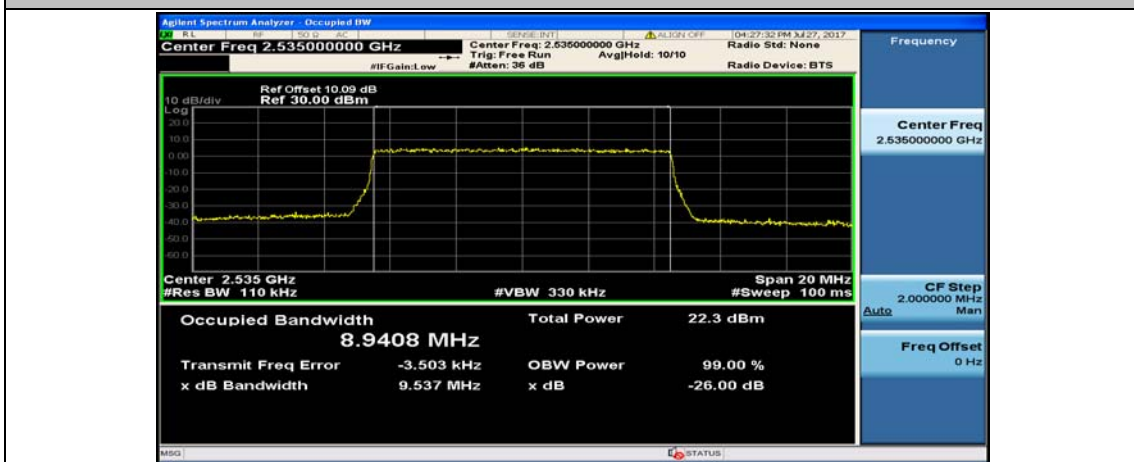 Agilent Spectrum Analyzer - Occupied BW
RL RF 50 Ω AC SENSE:INT ALIGN OFF 04:27:32 PM Jul 27, 2017
Center Freq 2.535000000 GHz
Center Freq: 2.535000000 GHz
Radio Std: None
Trig: Free Run Avg|Hold: 10/10
#IFGain:Low #Atten: 36 dB Radio Device: BTS
Frequency
Ref Offset 10.09 dB
10 dB/div Ref 30.00 dBm
Log
20.0
10.0
0.00
-10.0
-20.0
-30.0
-40.0
-50.0
-60.0
Center Freq
2.535000000 GHz
Center 2.535 GHz Span 20 MHz
#Res BW 110 kHz #VBW 330 kHz #Sweep 100 ms
CF Step
2.000000 MHz
Auto Man
Occupied Bandwidth Total Power 22.3 dBm
8.9408 MHz
Transmit Freq Error -3.503 kHz OBW Power 99.00 %
x dB Bandwidth 9.537 MHz x dB -26.00 dB
Freq Offset
0 Hz
MSG STATUS